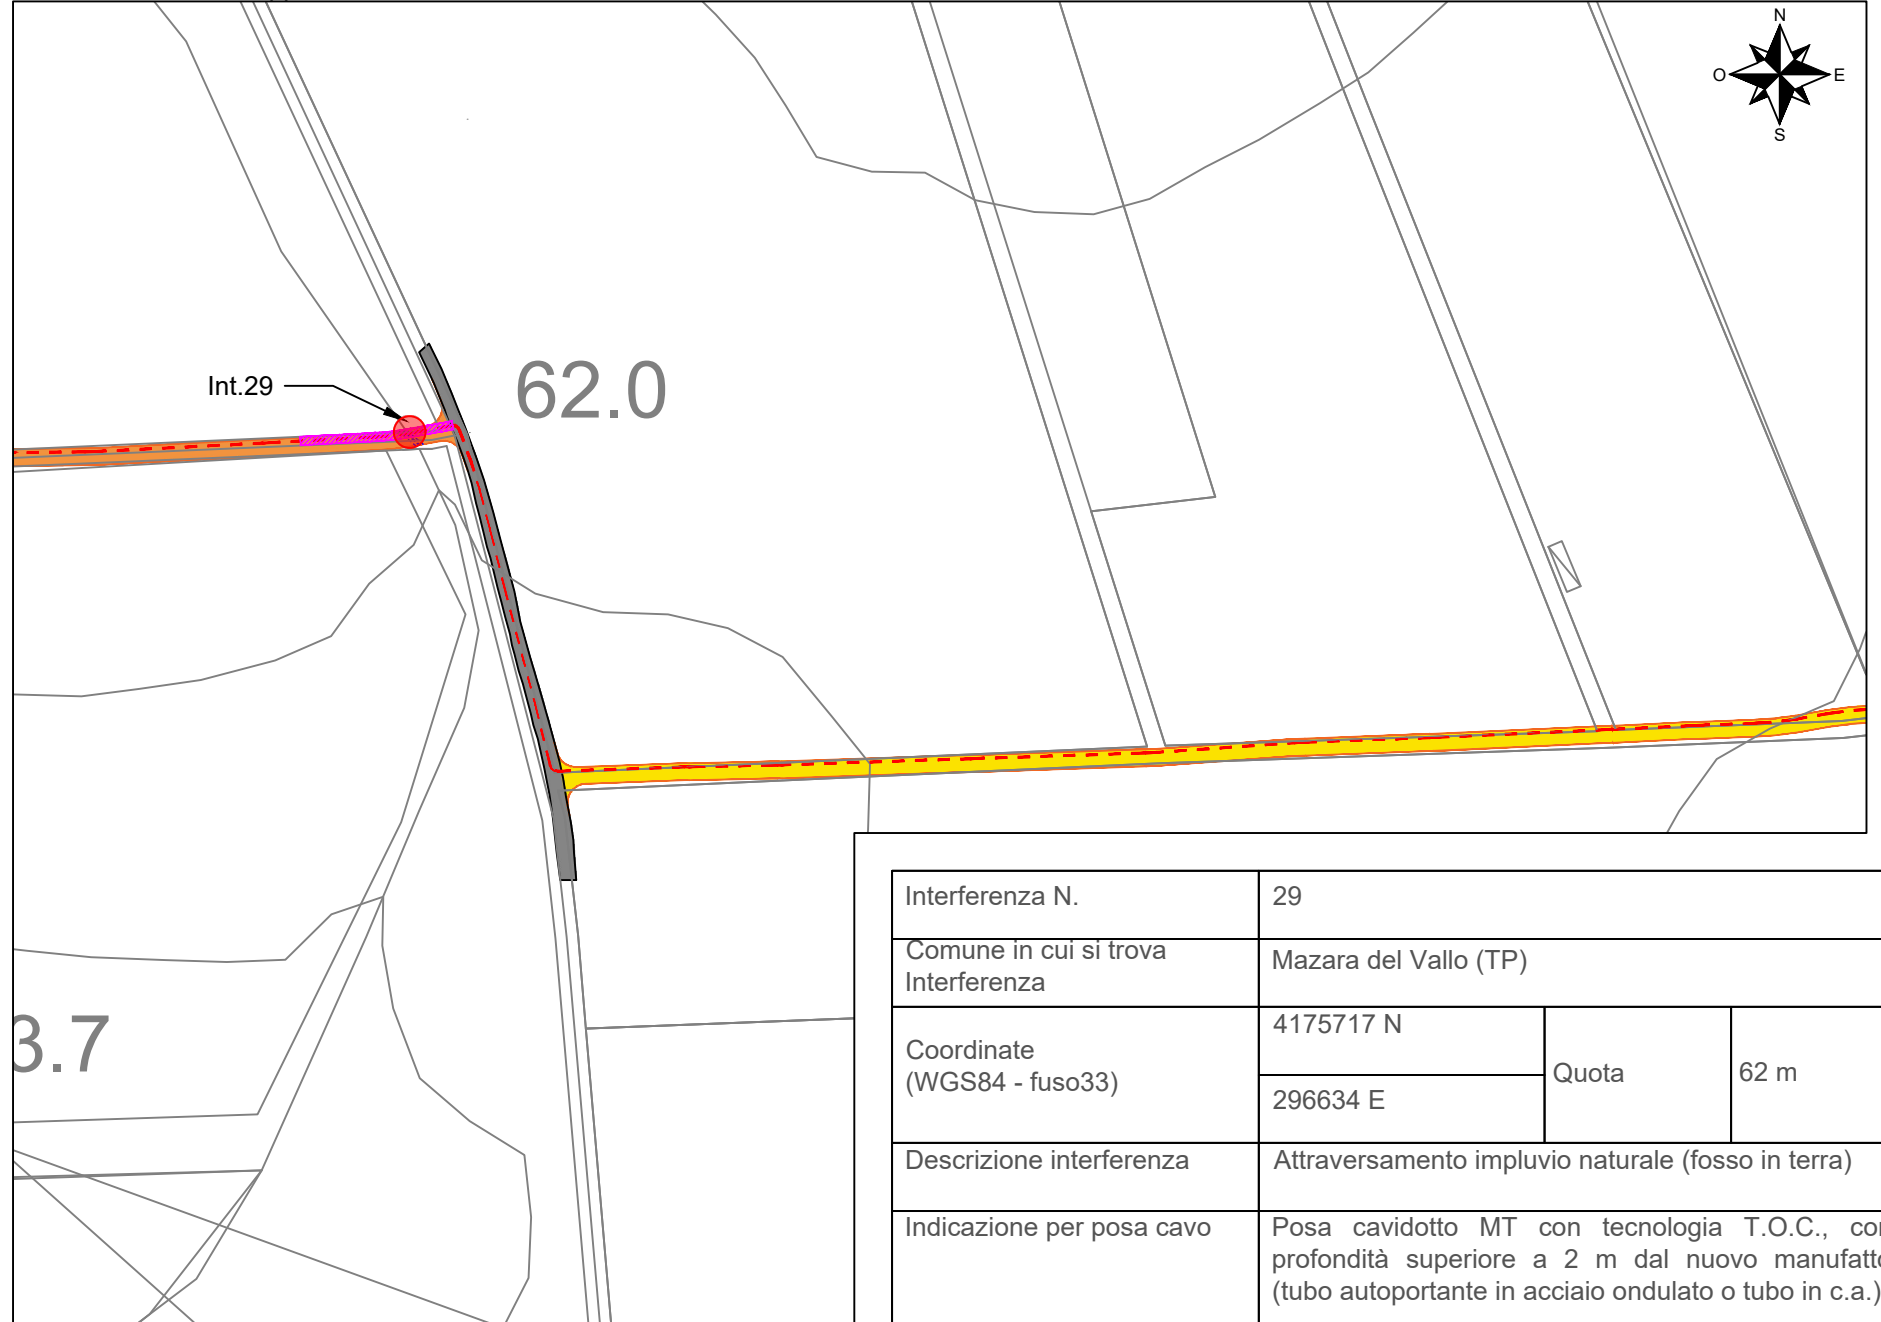 N
O
E
S
Int.29
62.0
3.7
Interferenza N.
29
Comune in cui si trova
Interferenza
Mazara del Vallo (TP)
Coordinate
(WGS84 - fuso33)
4175717 N
296634 E
Quota
62 m
Descrizione interferenza
Attraversamento impluvio naturale (fosso in terra)
Indicazione per posa cavo
Posa cavidotto MT con tecnologia T.O.C., con
profondità superiore a 2 m dal nuovo manufatto
(tubo autoportante in acciaio ondulato o tubo in c.a.)